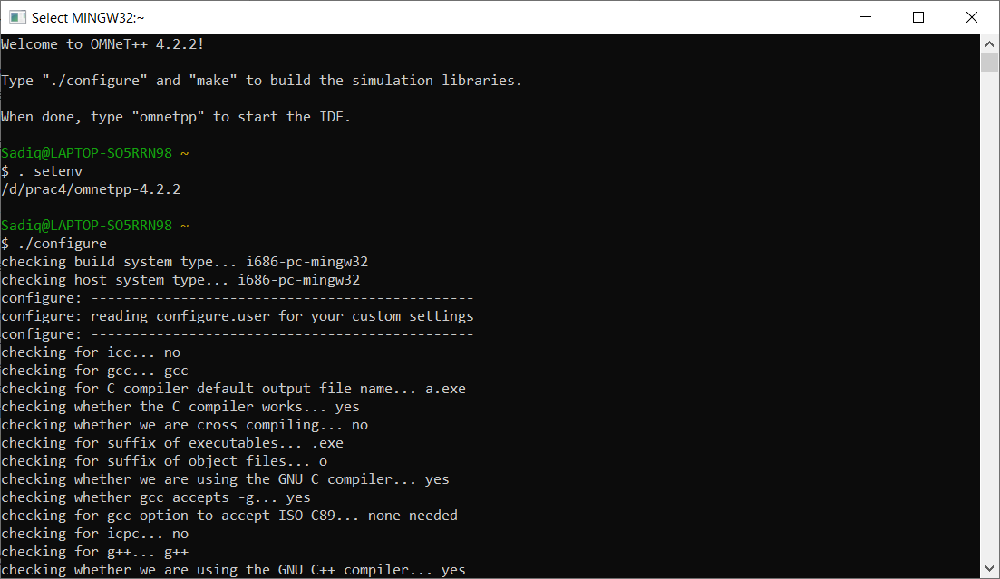 Select MINGW32:~
Welcome to OMNeT++ 4.2.2!
Type "./configure" and "make" to build the simulation libraries.
When done, type "omnetpp" to start the IDE.
Sadiq@LAPTOP-SO5RRN98 ~
$ . setenv
/d/prac4/omnetpp-4.2.2
Sadiq@LAPTOP-SO5RRN98 ~
$ ./configure
checking build system type... i686-pc-mingw32
checking host system type... i686-pc-mingw32
configure: -----------------------------------------------
configure: reading configure.user for your custom settings
configure: -----------------------------------------------
checking for icc... no
checking for gcc... gcc
checking for C compiler default output file name... a.exe
checking whether the C compiler works... yes
checking whether we are cross compiling... no
checking for suffix of executables... .exe
checking for suffix of object files... o
checking whether we are using the GNU C compiler... yes
checking whether gcc accepts -g... yes
checking for gcc option to accept ISO C89... none needed
checking for icpc... no
checking for g++... g++
checking whether we are using the GNU C++ compiler... yes